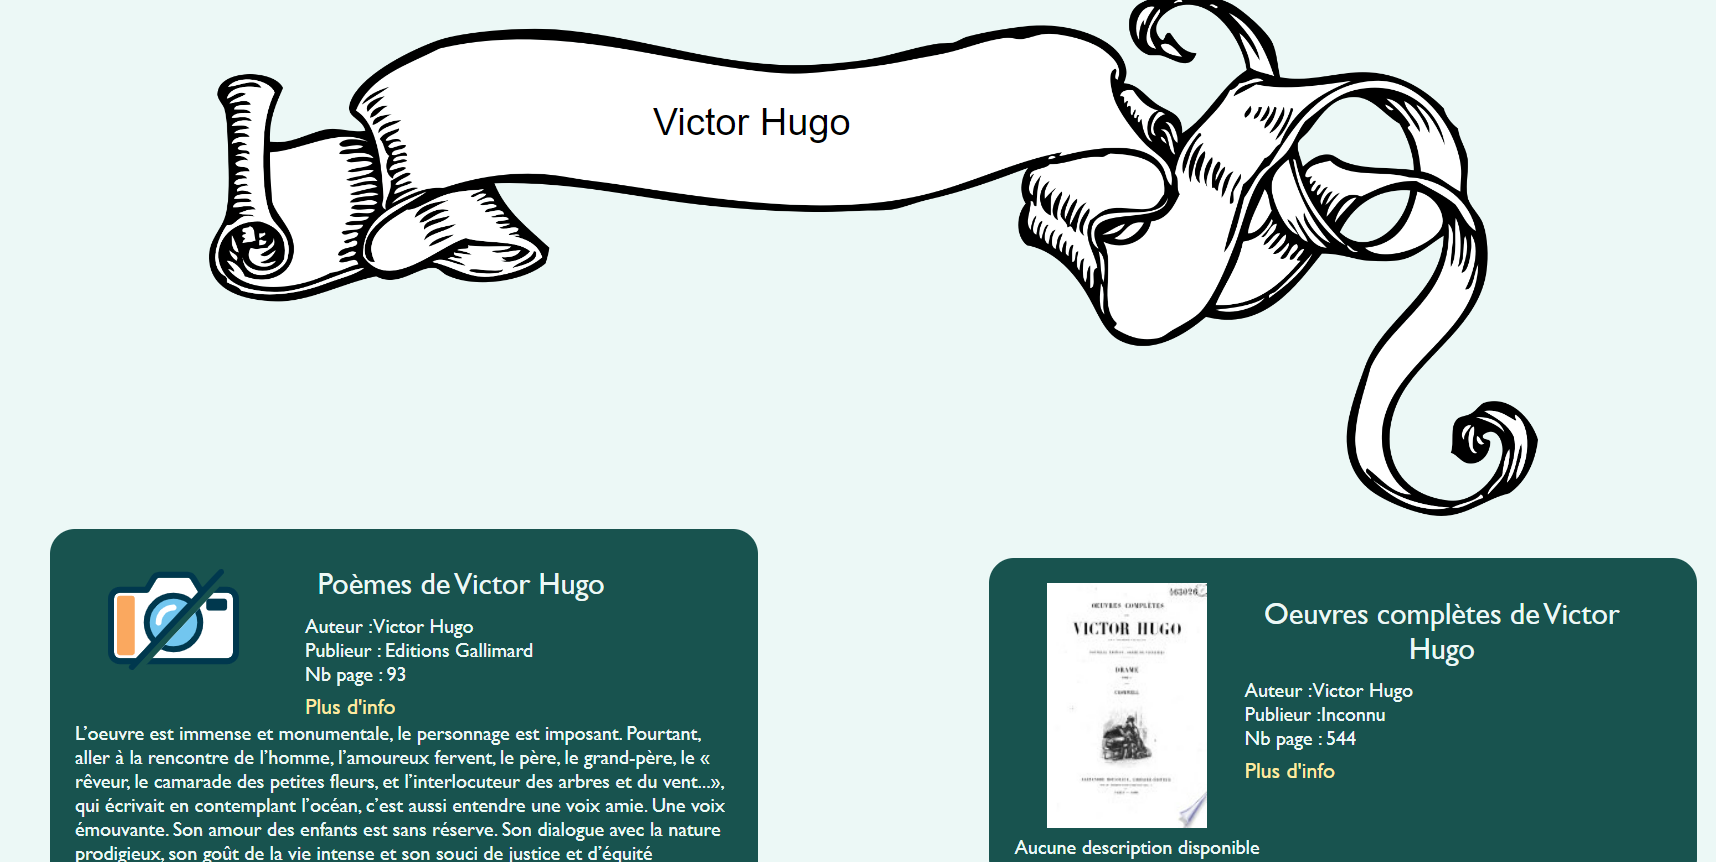 Victor Hugo
Poèmes de Victor Hugo
Auteur :Victor Hugo
Publieur : Editions Gallimard
Nb page : 93
Plus d'info
L'oeuvre est immense et monumentale, le personnage est imposant. Pourtant,
aller à la rencontre de l'homme, l'amoureux fervent, le père, le grand-père, le «
rêveur, le camarade des petites fleurs, et l'interlocuteur des arbres et du vent...»,
qui écrivait en contemplant l'océan, c'est aussi entendre une voix amie. Une voix
émouvante. Son amour des enfants est sans réserve. Son dialogue avec la nature
prodigieux, son goût de la vie intense et son souci de justice et d'équité
463026
OEUVRES COMPLÈTES
VICTOR HUGO
DRAME
CROMWELL
Oeuvres complètes de Victor
Hugo
Auteur :Victor Hugo
Publieur :Inconnu
Nb page : 544
Plus d'info
Aucune description disponible